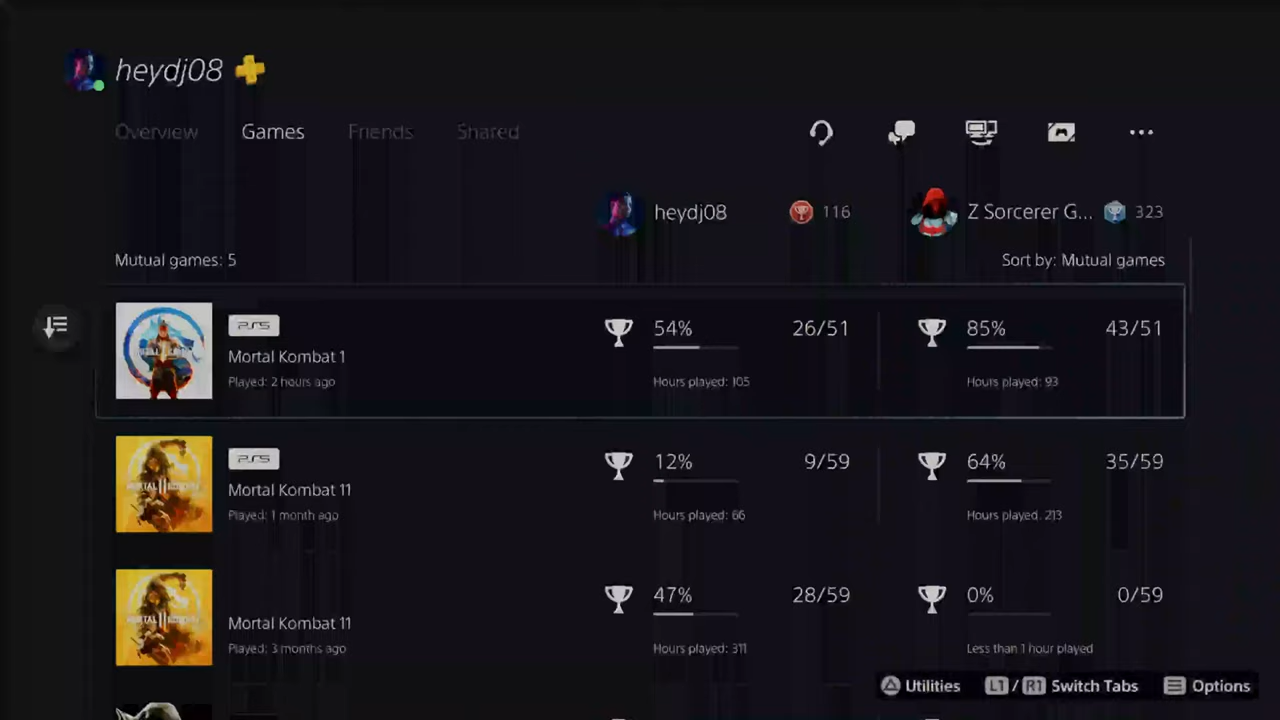 heydj08
Overview Games Friends Shared
heydj08 116 Z Sorcerer G... 323
Mutual games: 5 Sort by: Mutual games
PS5 54% 26/51 85% 43/51
Mortal Kombat 1
Played: 2 hours ago Hours played: 105 Hours played: 93
PS5 12% 9/59 64% 35/59
Mortal Kombat 11
Played: 1 month ago Hours played: 66 Hours played: 213
47% 28/59 0% 0/59
Mortal Kombat 11
Played: 3 months ago Hours played: 311 Less than 1 hour played
Utilities L1 / R1 Switch Tabs Options